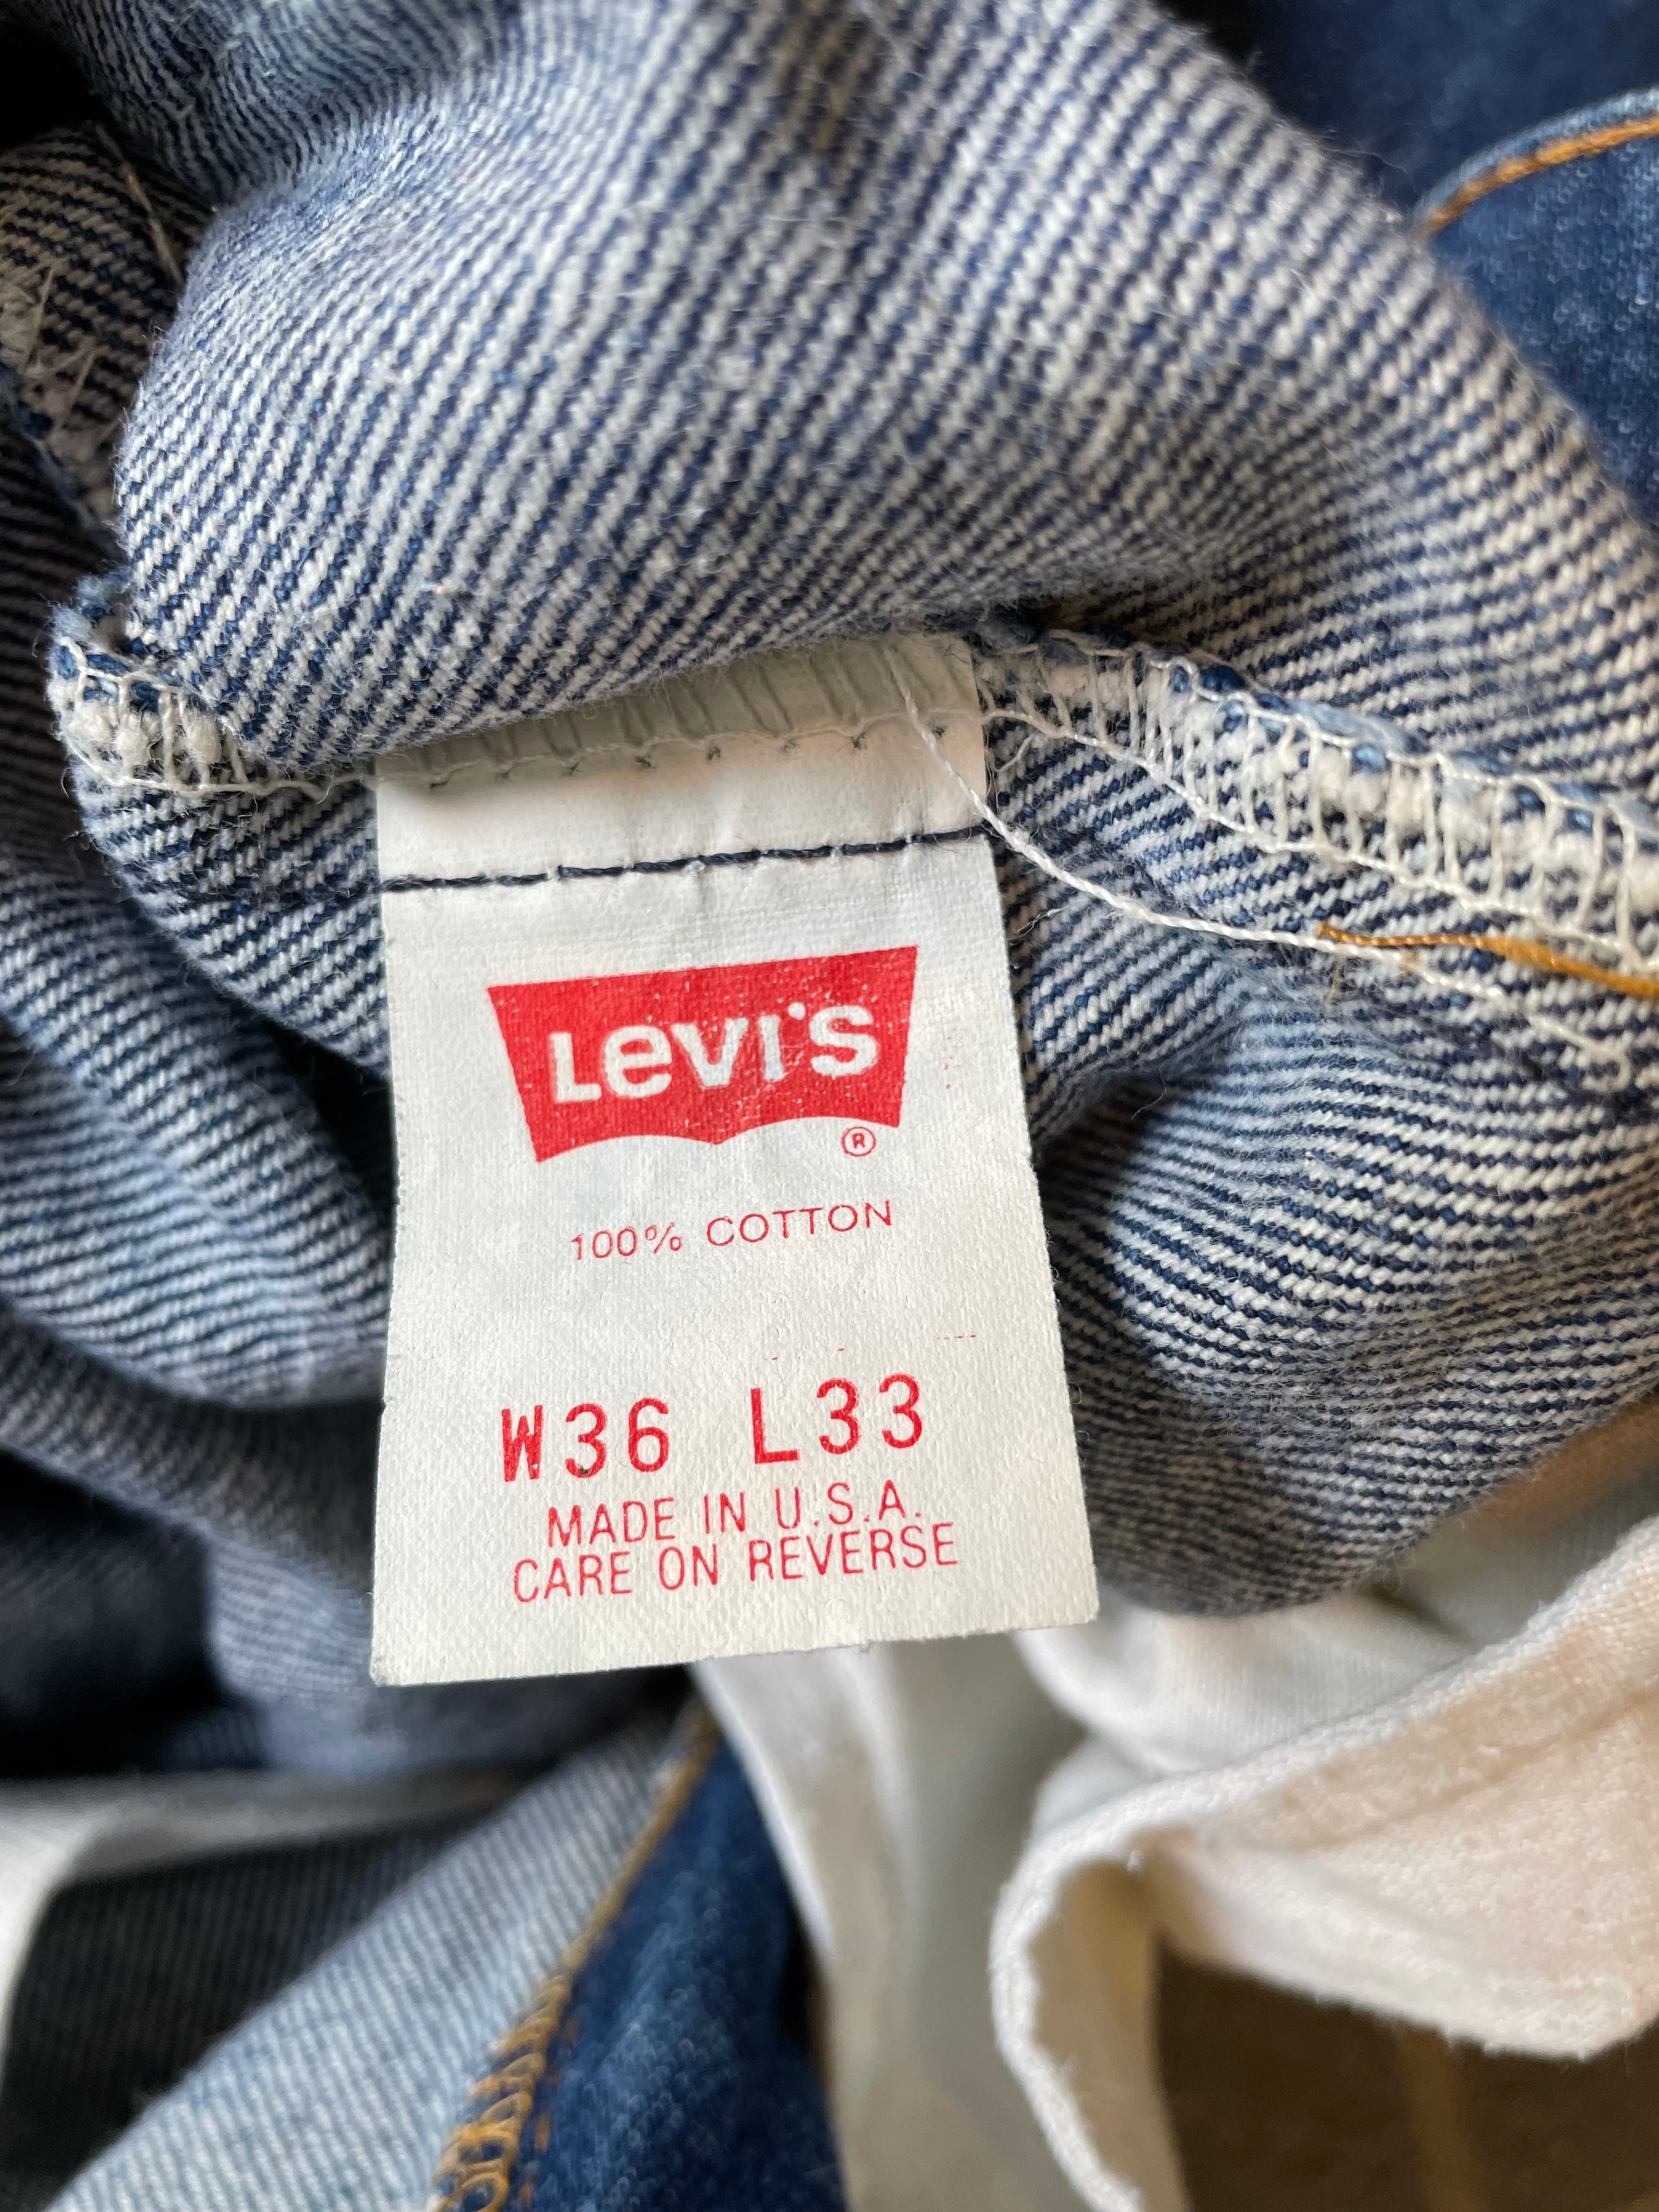 Levi's
®
100% COTTON
W36 L33
MADE IN U.S.A.
CARE ON REVERSE